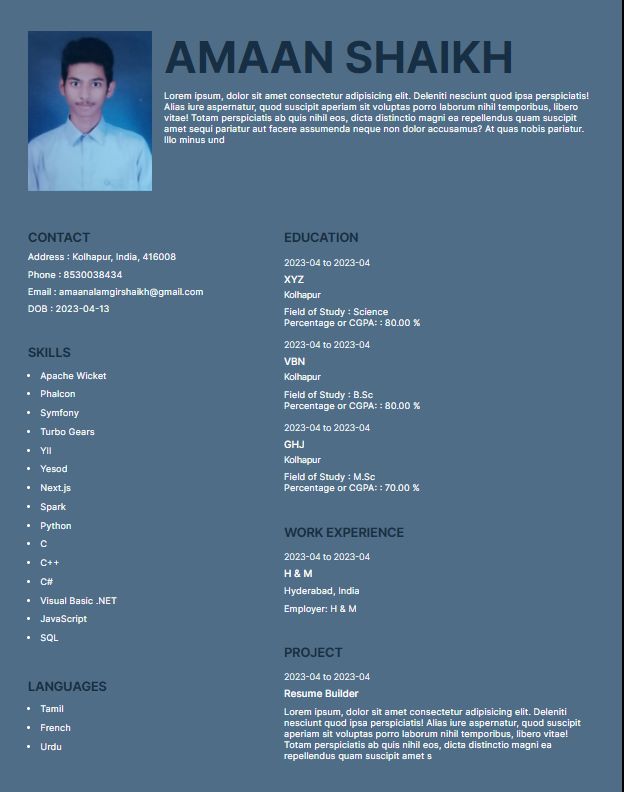 AMAAN SHAIKH
Lorem ipsum, dolor sit amet consectetur adipisicing elit. Deleniti nesciunt quod ipsa perspiciatis!
Alias iure aspernatur, quod suscipit aperiam sit voluptas porro laborum nihil temporibus, libero
vitae! Totam perspiciatis ab quis nihil eos, dicta distinctio magni ea repellendus quam suscipit
amet sequi pariatur aut facere assumenda neque non dolor accusamus? At quas nobis pariatur.
Illo minus und
CONTACT
Address : Kolhapur, India, 416008
Phone : 8530038434
Email : amaanalamgirshaikh@gmail.com
DOB : 2023-04-13
SKILLS
• Apache Wicket
• Phalcon
• Symfony
• Turbo Gears
• YII
• Yesod
• Next.js
• Spark
• Python
• C
• C++
• C#
• Visual Basic .NET
• JavaScript
• SQL
LANGUAGES
• Tamil
• French
• Urdu
EDUCATION
2023-04 to 2023-04
XYZ
Kolhapur
Field of Study : Science
Percentage or CGPA: : 80.00 %
2023-04 to 2023-04
VBN
Kolhapur
Field of Study : B.Sc
Percentage or CGPA: : 80.00 %
2023-04 to 2023-04
GHJ
Kolhapur
Field of Study : M.Sc
Percentage or CGPA: : 70.00 %
WORK EXPERIENCE
2023-04 to 2023-04
H & M
Hyderabad, India
Employer: H & M
PROJECT
2023-04 to 2023-04
Resume Builder
Lorem ipsum, dolor sit amet consectetur adipisicing elit. Deleniti
nesciunt quod ipsa perspiciatis! Alias iure aspernatur, quod suscipit
aperiam sit voluptas porro laborum nihil temporibus, libero vitae!
Totam perspiciatis ab quis nihil eos, dicta distinctio magni ea
repellendus quam suscipit amet s